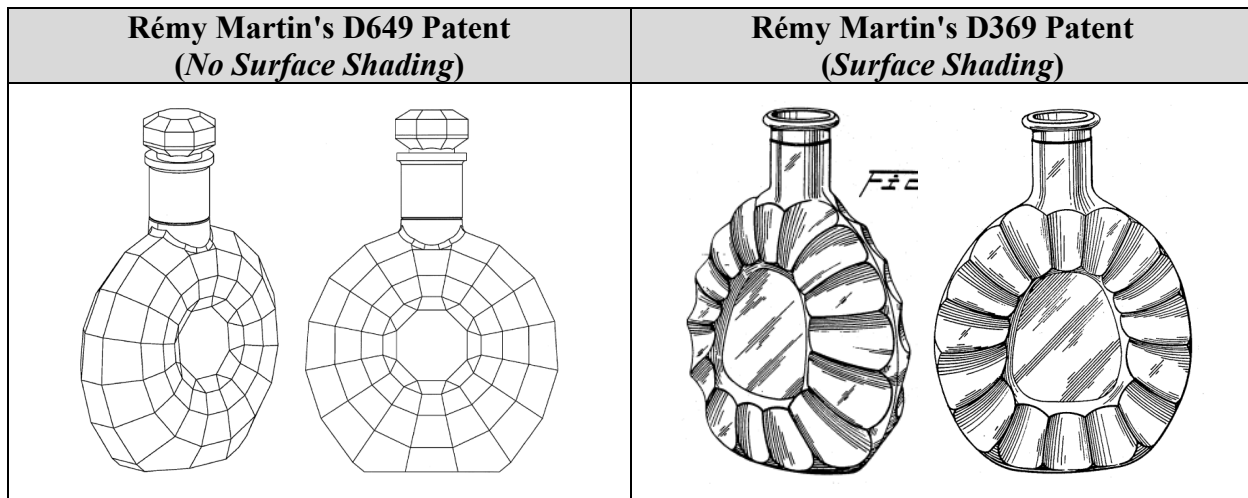 Rémy Martin's D649 Patent
(No Surface Shading)
Rémy Martin's D369 Patent
(Surface Shading)